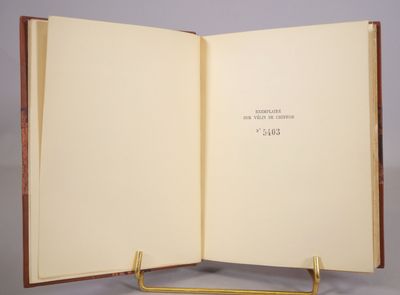 EXEMPLAIRE
SUR VÉLIN DE CHIFFON
N° 5403